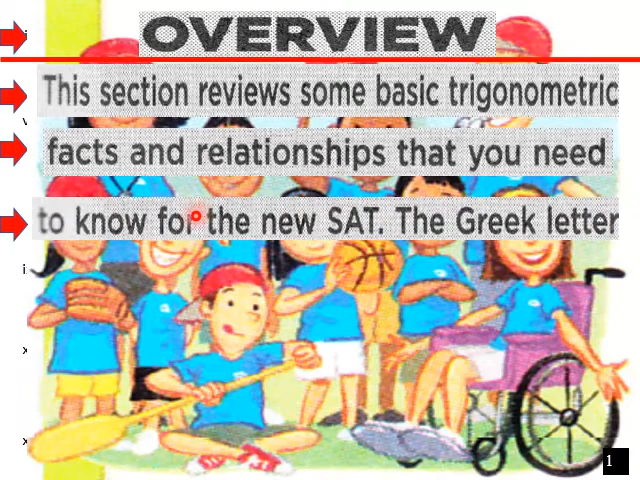 OVERVIEW
This section reviews some basic trigonometric
facts and relationships that you need
to know for the new SAT. The Greek letter
1